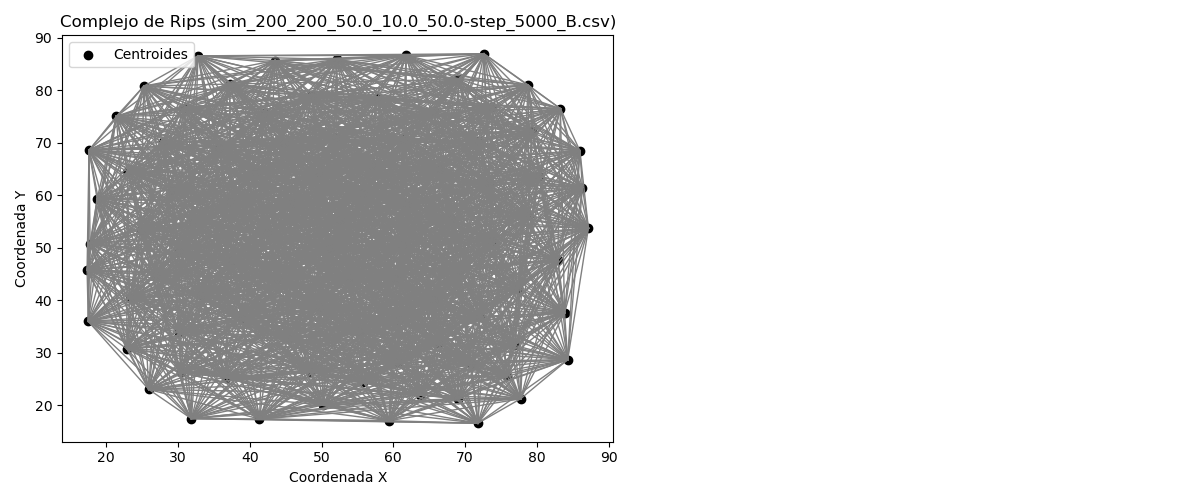 Complejo de Rips (sim_200_200_50.0_10.0_50.0-step_5000_B.csv)
Centroides
90
80
70
60
50
40
30
20
Coordenada Y
20 30 40 50 60 70 80 90
Coordenada X